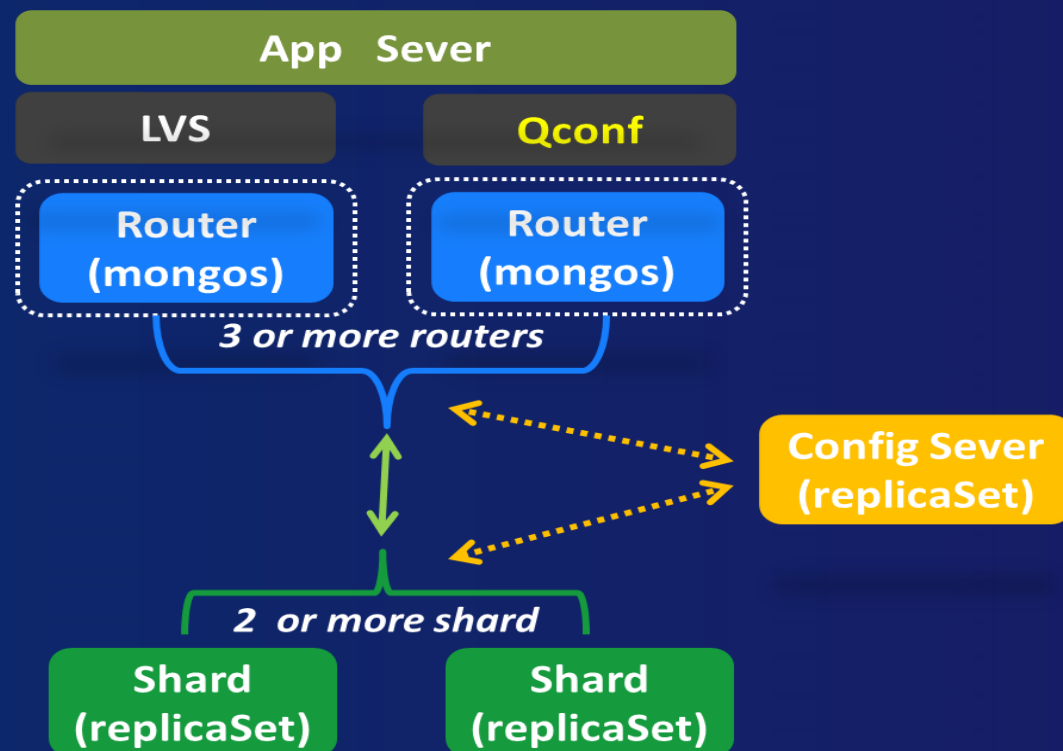 App Sever
LVS
Qconf
Router
(mongos)
Router
(mongos)
3 or more routers
Config Sever
(replicaSet)
2 or more shard
Shard
(replicaSet)
Shard
(replicaSet)